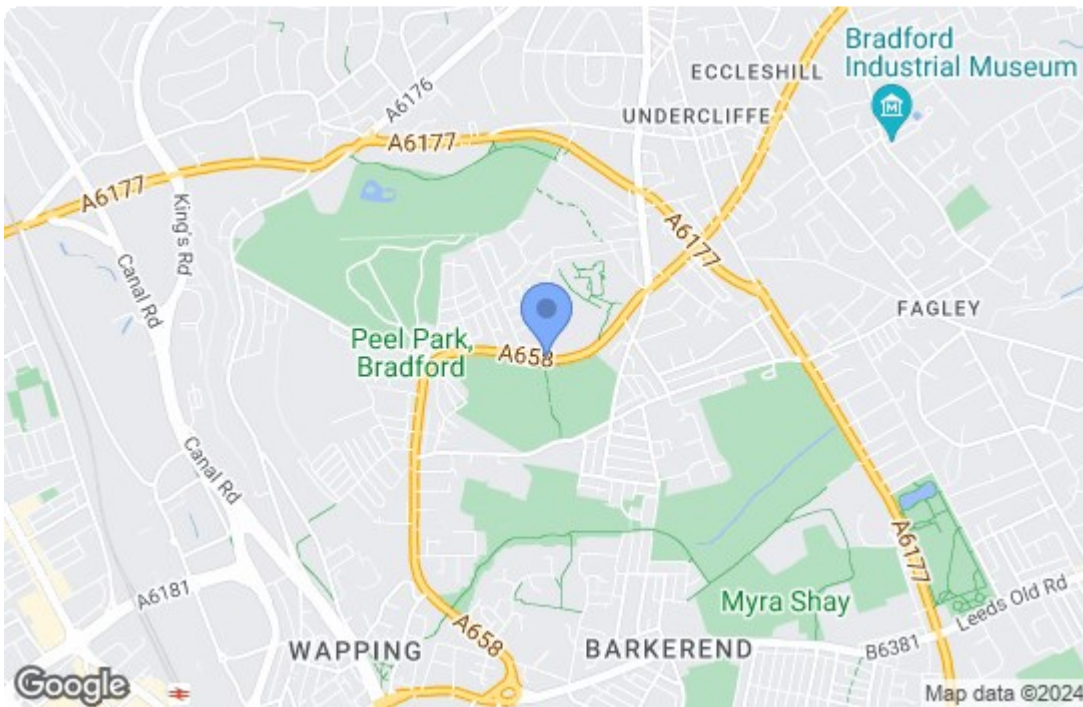 Bradford
Industrial Museum
ECCLESHILL
UNDERCLIFFE
A6176
A6177
A6177
King's Rd
Canal Rd
A6177
FAGLEY
Peel Park,
Bradford
A658
Canal Rd
A6177
A6181
Myra Shay
Leeds Old Rd
A658
WAPPING
BARKEREND
B6381
Google
Map data ©2024